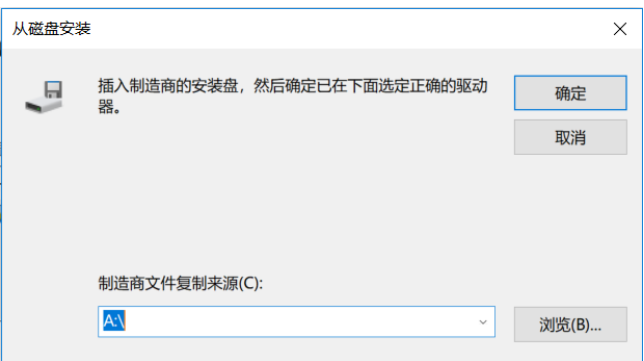 从磁盘安装
插入制造商的安装盘，然后确定已在下面选定正确的驱动
器。
确定
取消
制造商文件复制来源(C):
A:\
浏览(B)...